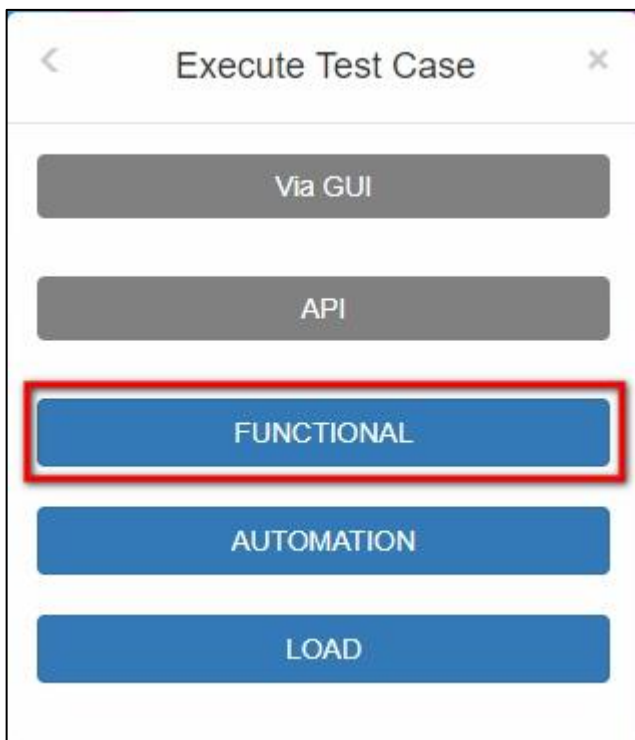 Execute Test Case
Via GUI
API
FUNCTIONAL
AUTOMATION
LOAD